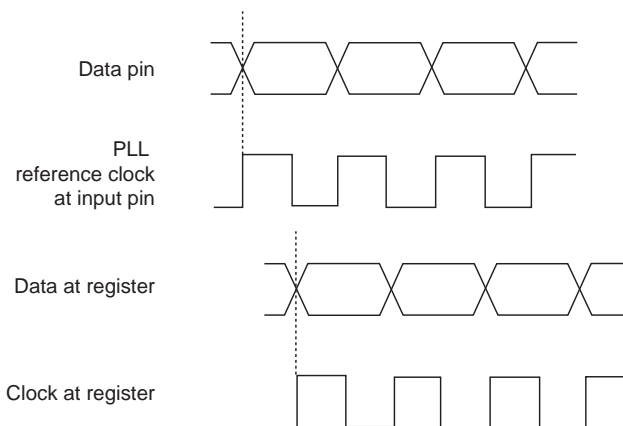 Data pin
PLL
reference clock
at input pin
Data at register
Clock at register